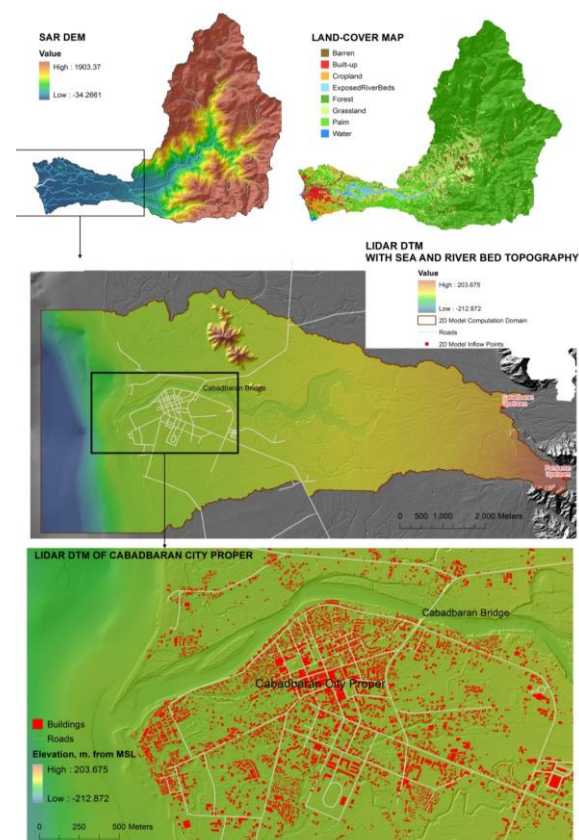 SAR DEM
Value
High : 1903.37
Low : -34.2661
LAND-COVER MAP
Barren
Built-up
Cropland
ExposedRiverBeds
Forest
Grassland
Palm
Water
LIDAR DTM
WITH SEA AND RIVER BED TOPOGRAPHY
Value
High : 203.675
Low : -212.872
2D Model Computation Domain
Roads
2D Model Inflow Points
Cabadbaran Bridge
Cabadbaran
Upstream
Upstream
0 500 1,000 2,000 Meters
LIDAR DTM OF CABADBARAN CITY PROPER
Cabadbaran Bridge
Cabadbaran City Proper
Buildings
Roads
Elevation, m. from MSL
High : 203.675
Low : -212.872
0 250 500 Meters